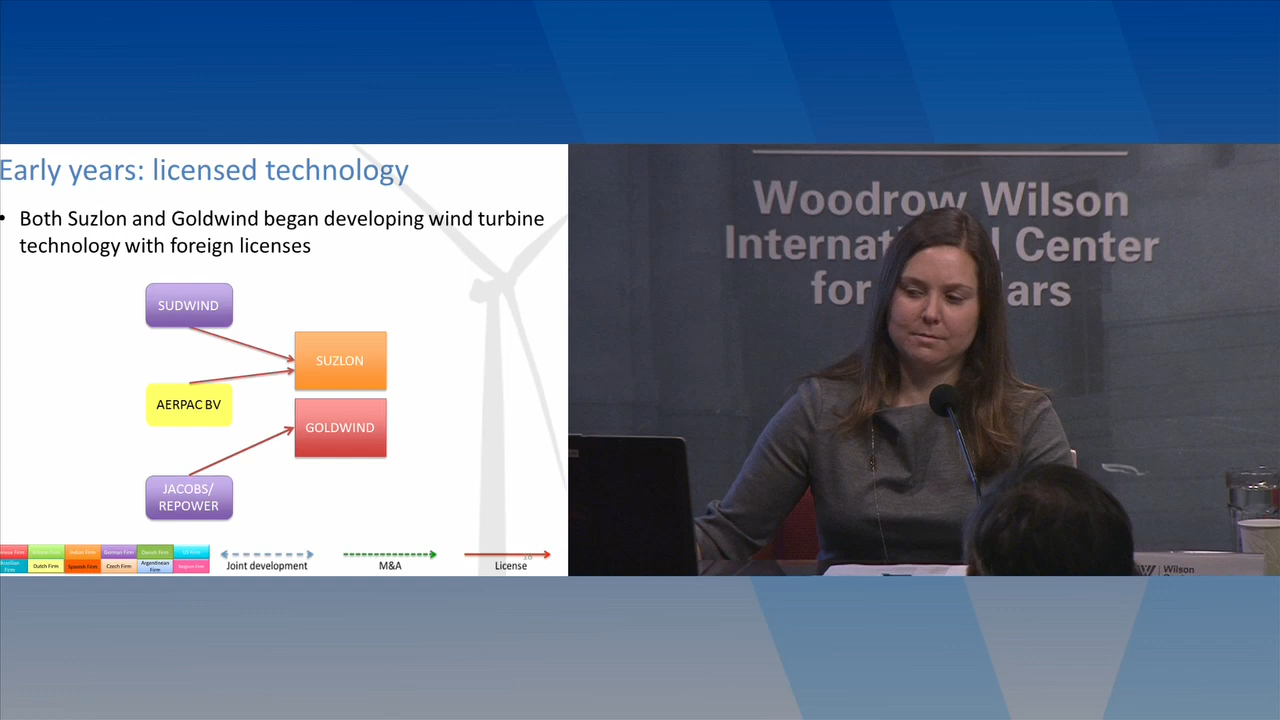 Early years: licensed technology
• Both Suzlon and Goldwind began developing wind turbine
technology with foreign licenses
SUDWIND
SUZLON
AERPAC BV
GOLDWIND
JACOBS/
REPOWER
Indian Firm
German Firm
Danish Firm
US Firm
Firm
Dutch Firm
Spanish Firm
Czech Firm
Argentinean
Firm
Belgian Firm
Joint development
M&A
License
18
Woodrow Wilson
International Center
for
lars
Wilson